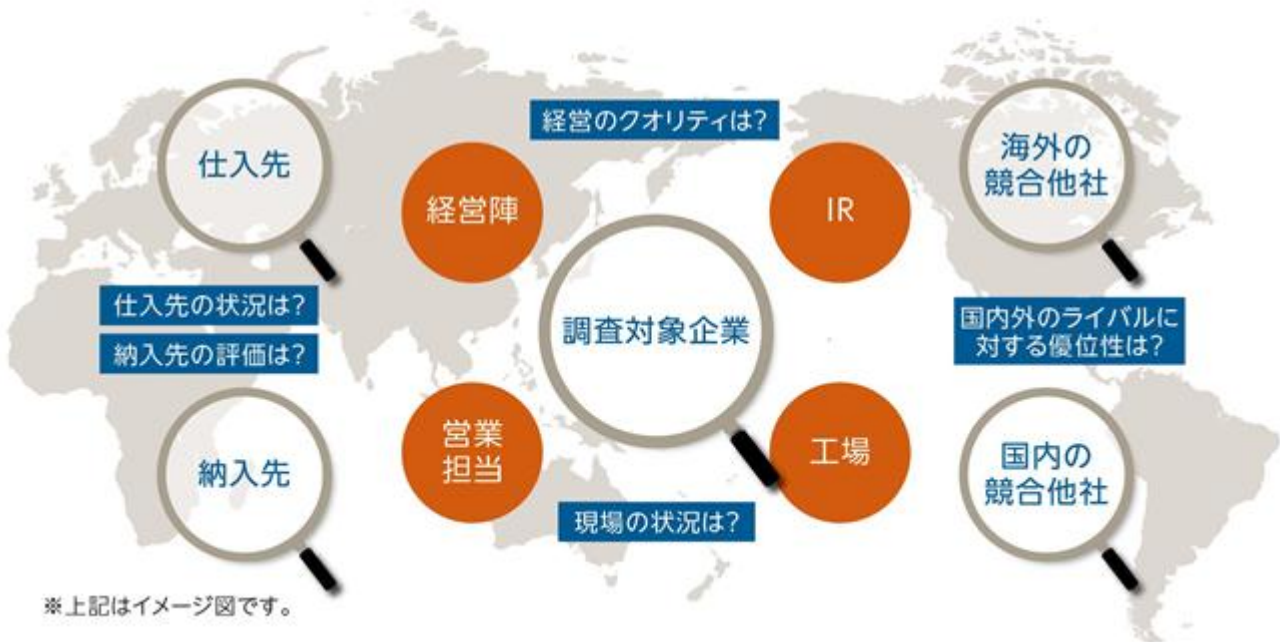 経営のクオリティは?
仕入先
経営陣
IR
海外の
競合他社
仕入先の状況は?
納入先の評価は?
調査対象企業
国内外のライバルに
対する優位性は?
納入先
営業
担当
工場
国内の
競合他社
現場の状況は?
※上記はイメージ図です。